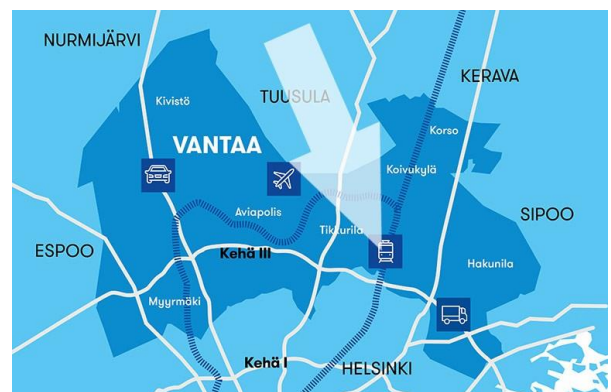 NURMIJÄRVI
KERAVA
Kivistö
TUUSULA
Korso
VANTAA
Koivukylä
Aviapolis
SIPOO
Tikkurila
ESPOO
Kehä III
Hakunila
Myyrmäki
Kehä I
HELSINKI